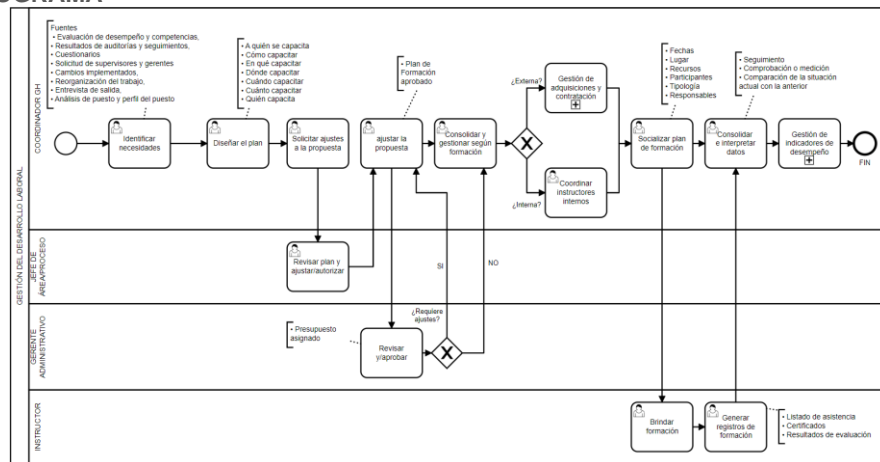 GESTIÓN DEL DESARROLLO LABORAL
COORDINADOR GH
Fuentes
• Evaluación de desempeño y competencias,
• Resultados de auditorías y seguimientos,
• Cuestionarios
• Solicitud de supervisores y gerentes
• Cambios implementados,
• Reorganización del trabajo,
• Entrevista de salida,
• Análisis de puesto y perfil del puesto
• A quién se capacita
• Cómo capacitar
• En qué capacitar
• Dónde capacitar
• Cuándo capacitar
• Cuánto capacitar
• Quién capacita
• Plan de
Formación
aprobado
• Fechas
• Lugar
• Recursos
• Participantes
• Tipología
• Responsables
• Seguimiento
• Comprobación o medición
• Comparación de la situación
actual con la anterior
Identificar
necesidades
Diseñar el plan
Solicitar ajustes
a la propuesta
ajustar la
propuesta
Consolidar y
gestionar según
formación
¿Externa?
Gestión de
adquisiciones y
contratación
¿Interna?
Coordinar
instructores
internos
Socializar plan
de formación
Consolidar
e interpretar
datos
Gestión de
indicadores de
desempeño
FIN
JEFE DE
ÁREA/PROCESO
Revisar plan y
ajustar/autorizar
SI
NO
GERENTE
ADMINISTRATIVO
• Presupuesto
asignado
Revisar
y/aprobar
¿Requiere
ajustes?
INSTRUCTOR
Brindar
formación
Generar
registros de
formación
• Listado de asistencia
• Certificados
• Resultados de evaluación